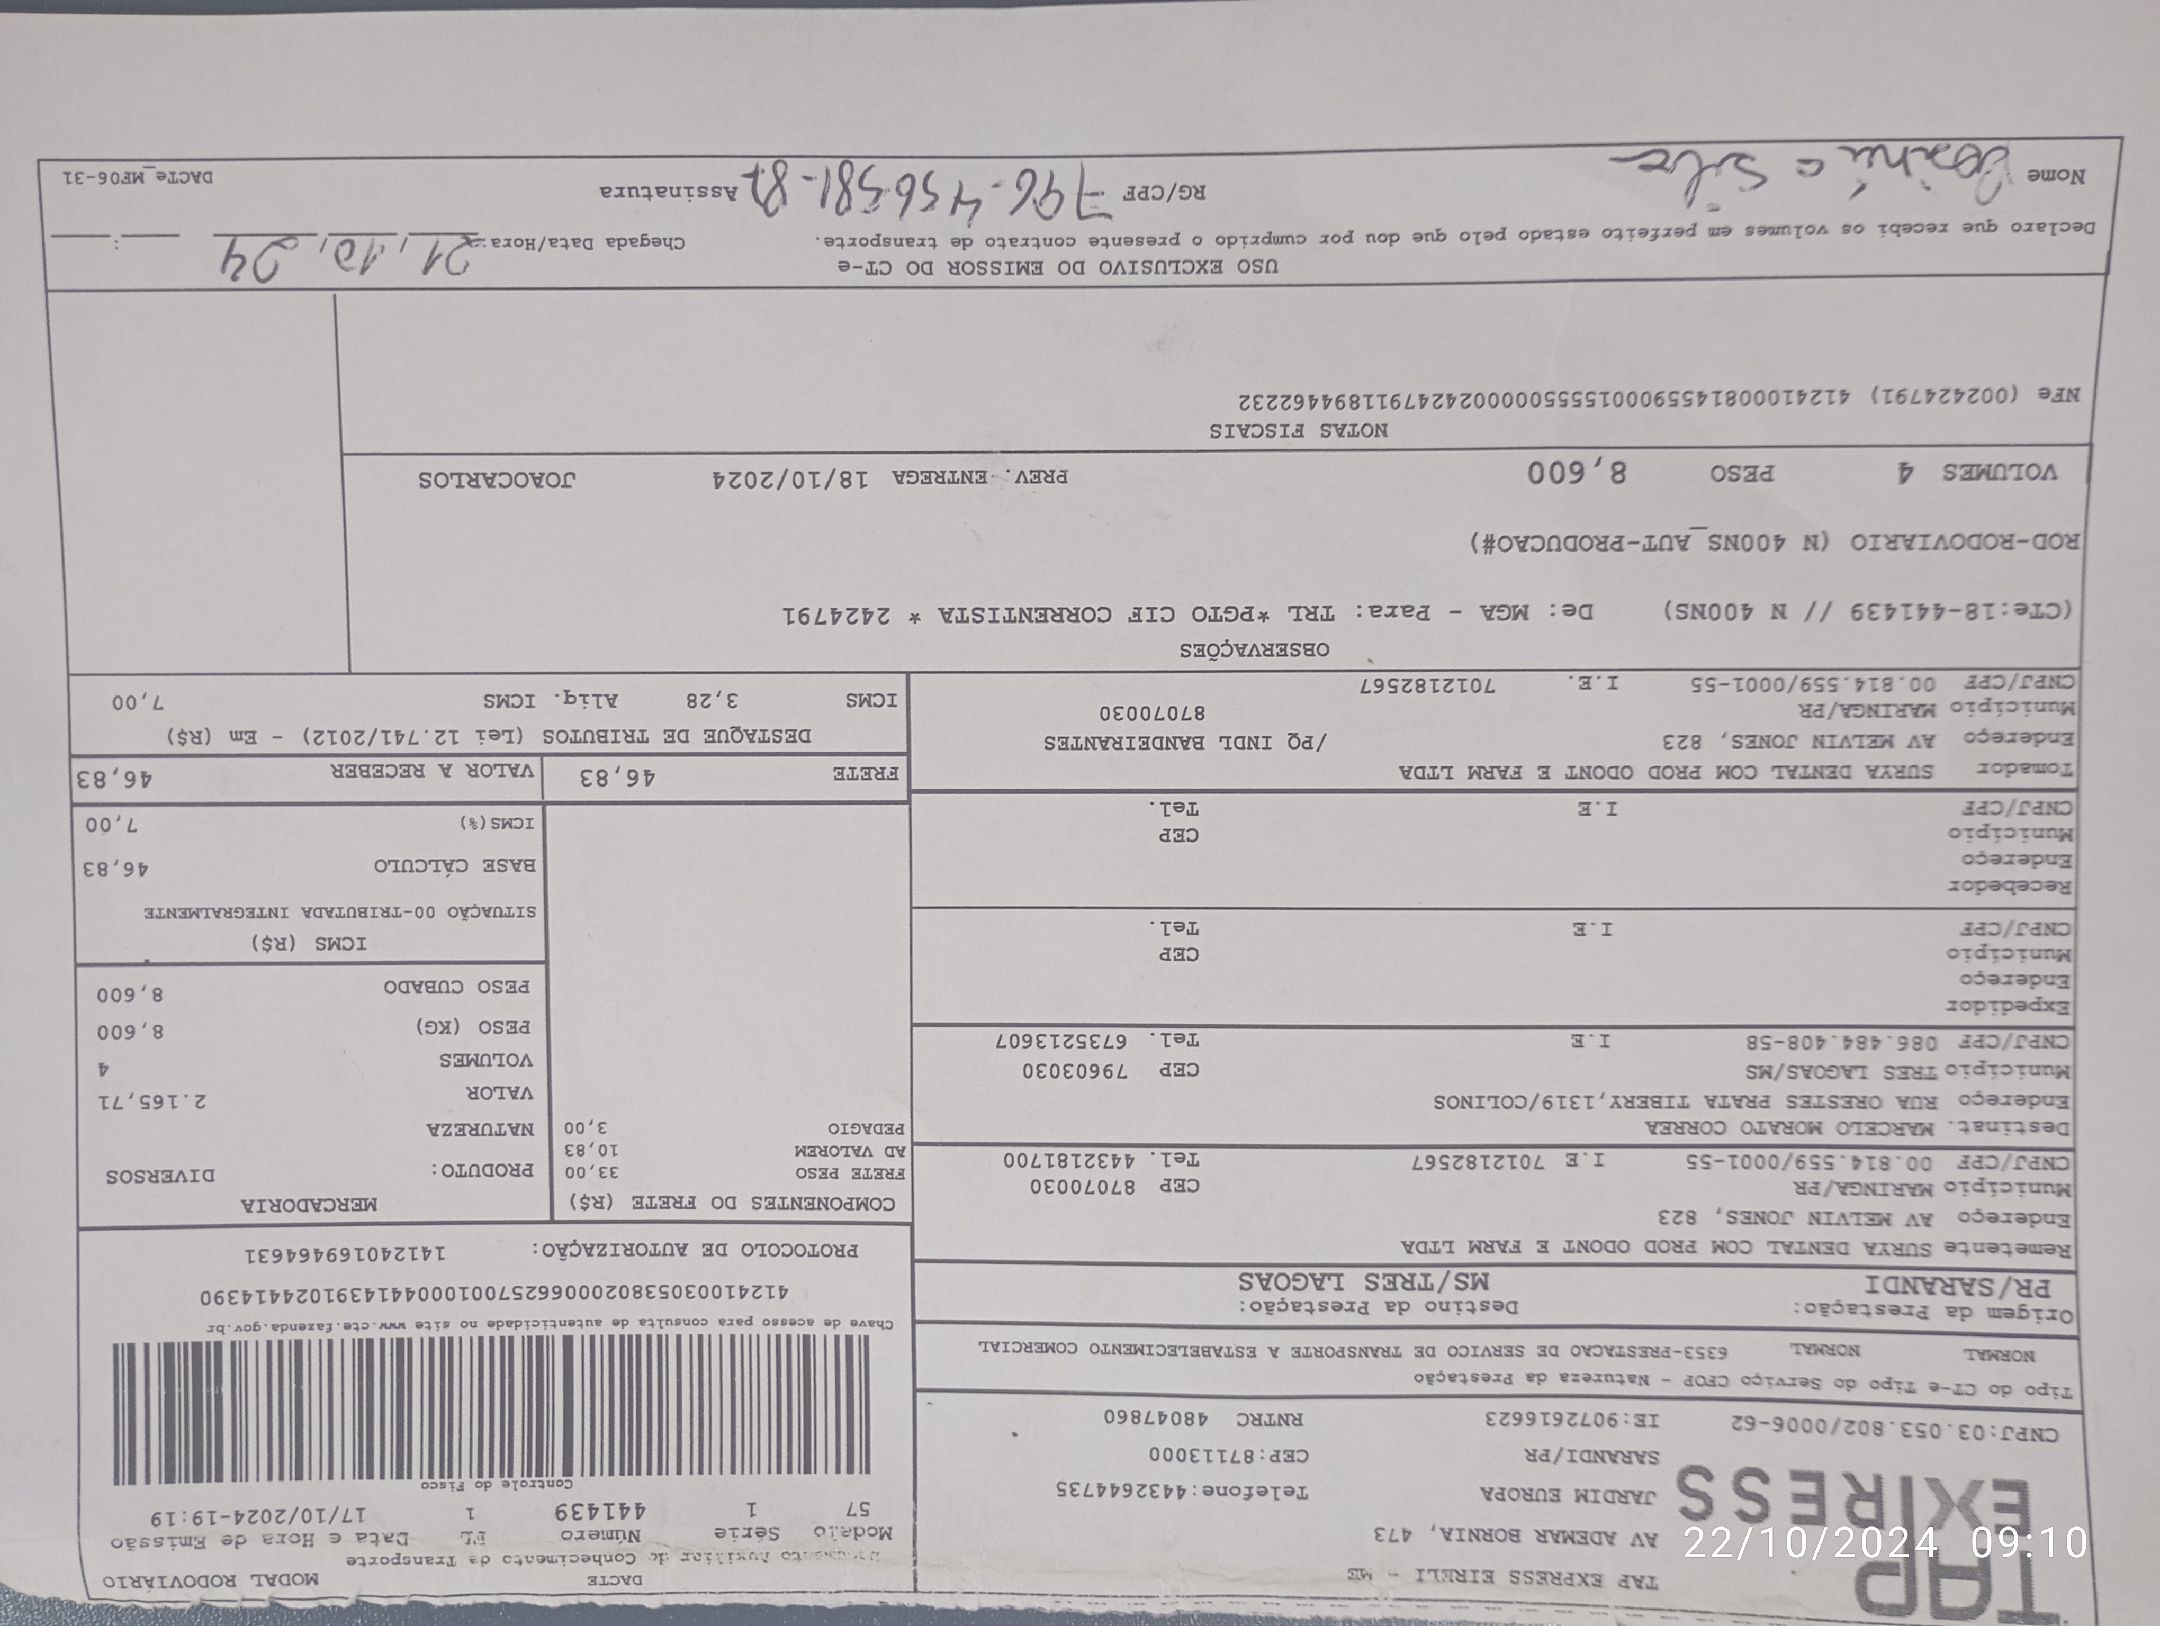 TAP
EXPRESS
TAP EXPRESS EIRELI - ME
AV ADEMAR BORNIA, 473
JARDIM EUROPA Telefone:4432644735
SARANDI/PR CEP:87113000
CNPJ:03.053.802/0006-62 IE:9072616623 RNTRC 48047860
DACTE MODAL RODOVIÁRIO
Documento Auxiliar do Conhecimento de Transporte
Modelo Série Número FL Data e Hora de Emissão
57 1 441439 1 17/10/2024-19:19
Controle do Fisco
Chave de acesso para consulta de autenticidade no site www.cte.fazenda.gov.br
41241003053802000662570010004414391024414390
PROTOCOLO DE AUTORIZAÇÃO: 141240169464631
Tipo do CT-e Tipo do Serviço CFOP - Natureza da Prestação
NORMAL NORMAL 6353-PRESTACAO DE SERVICO DE TRANSPORTE A ESTABELECIMENTO COMERCIAL
Origem da Prestação: Destino da Prestação:
PR/SARANDI MS/TRES LAGOAS
Remetente SURYA DENTAL COM PROD ODONT E FARM LTDA
Endereço AV MELVIN JONES, 823
Município MARINGA/PR CEP 87070030
CNPJ/CPF 00.814.559/0001-55 I.E 7012182567 Tel. 4432181700
Destinat. MARCELO MORATO CORREA
Endereço RUA ORESTES PRATA TIBERY,1319/COLINOS
Município TRES LAGOAS/MS CEP 79603030
CNPJ/CPF 086.484.408-58 I.E Tel. 6735213607
Expedidor
Endereço
Município CEP
CNPJ/CPF I.E Tel.
Recebedor
Endereço
Município CEP
CNPJ/CPF I.E Tel.
Tomador SURYA DENTAL COM PROD ODONT E FARM LTDA
Endereço AV MELVIN JONES, 823 /PQ INDL BANDEIRANTES
Município MARINGA/PR 87070030
CNPJ/CPF 00.814.559/0001-55 I.E. 7012182567
COMPONENTES DO FRETE (R$)
FRETE PESO 33,00
AD VALOREM 10,83
PEDAGIO 3,00
MERCADORIA
PRODUTO: DIVERSOS
NATUREZA
VALOR 2.165,71
VOLUMES 4
PESO (KG) 8,600
PESO CUBADO 8,600
ICMS (R$)
SITUAÇÃO 00-TRIBUTADA INTEGRALMENTE
BASE CÁLCULO 46,83
ICMS(%) 7,00
FRETE 46,83 VALOR A RECEBER 46,83
DESTAQUE DE TRIBUTOS (Lei 12.741/2012) - Em (R$)
ICMS 3,28 Aliq. ICMS 7,00
OBSERVAÇÕES
(CTe:18-441439 // N 400NS) De: MGA - Para: TRL *PGTO CIF CORRENTISTA * 2424791
ROD-RODOVIARIO (N 400NS_AUT-PRODUCAO#)
VOLUMES 4 PESO 8,600 PREV. ENTREGA 18/10/2024 JOAOCARLOS
NOTAS FISCAIS
NFe (002424791) 41241000814559000155550000024247911894462232
USO EXCLUSIVO DO EMISSOR DO CT-e
Declaro que recebi os volumes em perfeito estado pelo que dou por cumprido o presente contrato de transporte. Chegada Data/Hora: 21, 10, 24 :
Nome e Silva RG/CPF 796.456581-87 Assinatura DACTe_MF06-31
22/10/2024 09:10